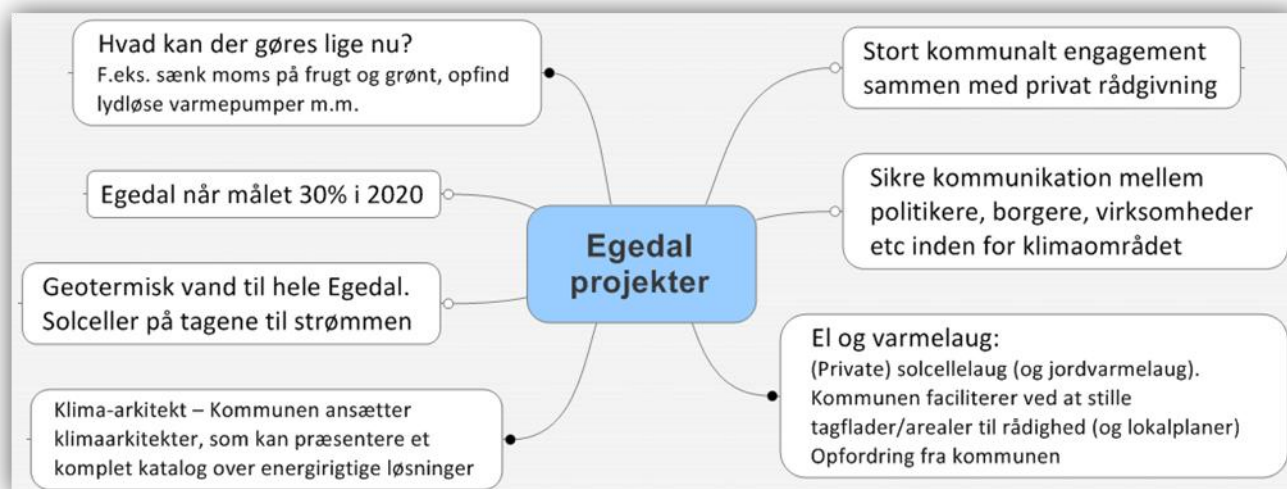 Hvad kan der gøres lige nu?
F.eks. sænk moms på frugt og grønt, opfind
lydløse varmepumper m.m.
Egedal når målet 30% i 2020
Geotermisk vand til hele Egedal.
Solceller på tagene til strømmen
Klima-arkitekt – Kommunen ansætter
klimaarkitekter, som kan præsentere et
komplet katalog over energirigtige løsninger
Egedal
projekter
Stort kommunalt engagement
sammen med privat rådgivning
Sikre kommunikation mellem
politikere, borgere, virksomheder
etc inden for klimaområdet
El og varmelaug:
(Private) solcellelaug (og jordvarmelaug).
Kommunen faciliterer ved at stille
tagflader/arealer til rådighed (og lokalplaner)
Opfordring fra kommunen